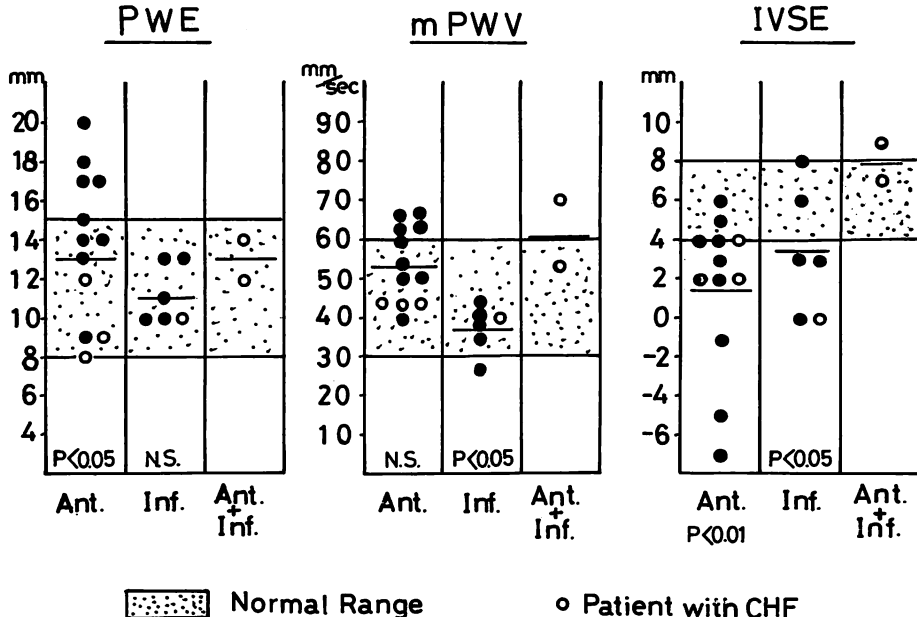 PWE
mPWV
IVSE
mm
20
18
16
14
12
10
8
6
4
P<0.05
N.S.
Ant.
Inf.
Ant.
+
Inf.
mm/sec
90
80
70
60
50
40
30
20
10
N.S.
P<0.05
Ant.
Inf.
Ant.
+
Inf.
mm
10
8
6
4
2
0
-2
-4
-6
P<0.05
Ant.
P<0.01
Inf.
Ant.
+
Inf.
Normal Range
Patient with CHF